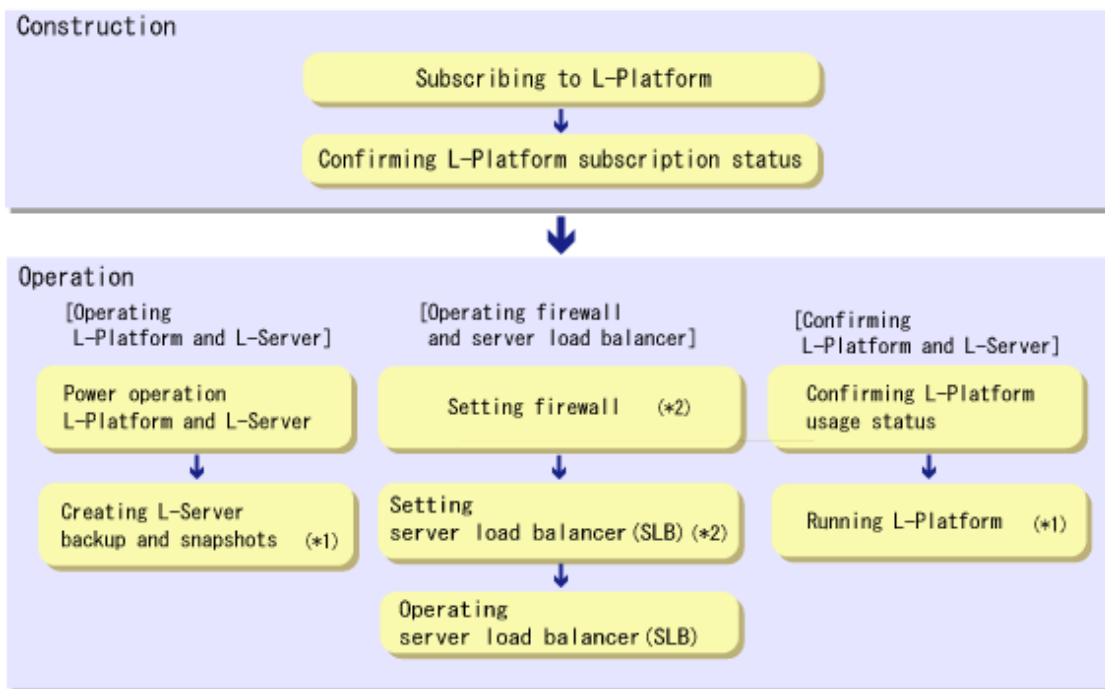 Construction
Subscribing to L-Platform
Confirming L-Platform subscription status
Operation
[Operating
L-Platform and L-Server]
Power operation
L-Platform and L-Server
Creating L-Server
backup and snapshots (*1)
[Operating firewall
and server load balancer]
Setting firewall (*2)
Setting
server load balancer(SLB)(*2)
Operating
server load balancer(SLB)
[Confirming
L-Platform and L-Server]
Confirming L-Platform
usage status
Running L-Platform (*1)